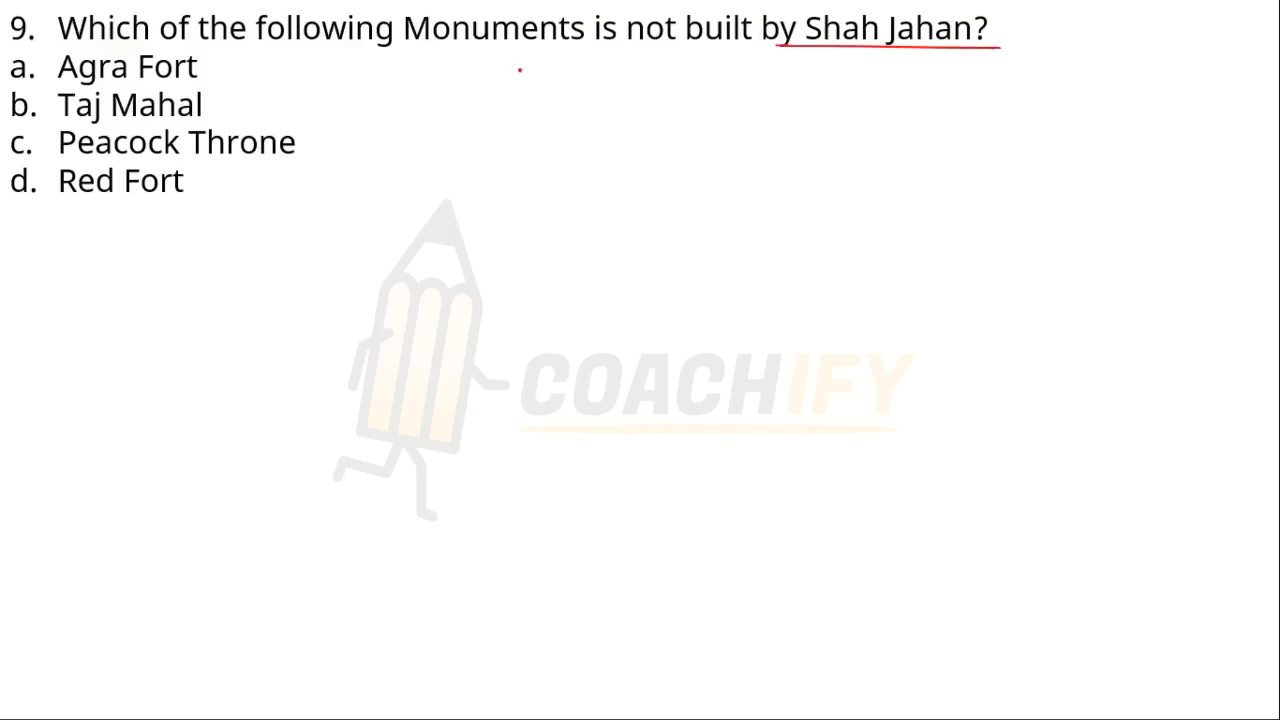 9. Which of the following Monuments is not built by Shah Jahan?
a. Agra Fort
b. Taj Mahal
c. Peacock Throne
d. Red Fort
COACHIFY